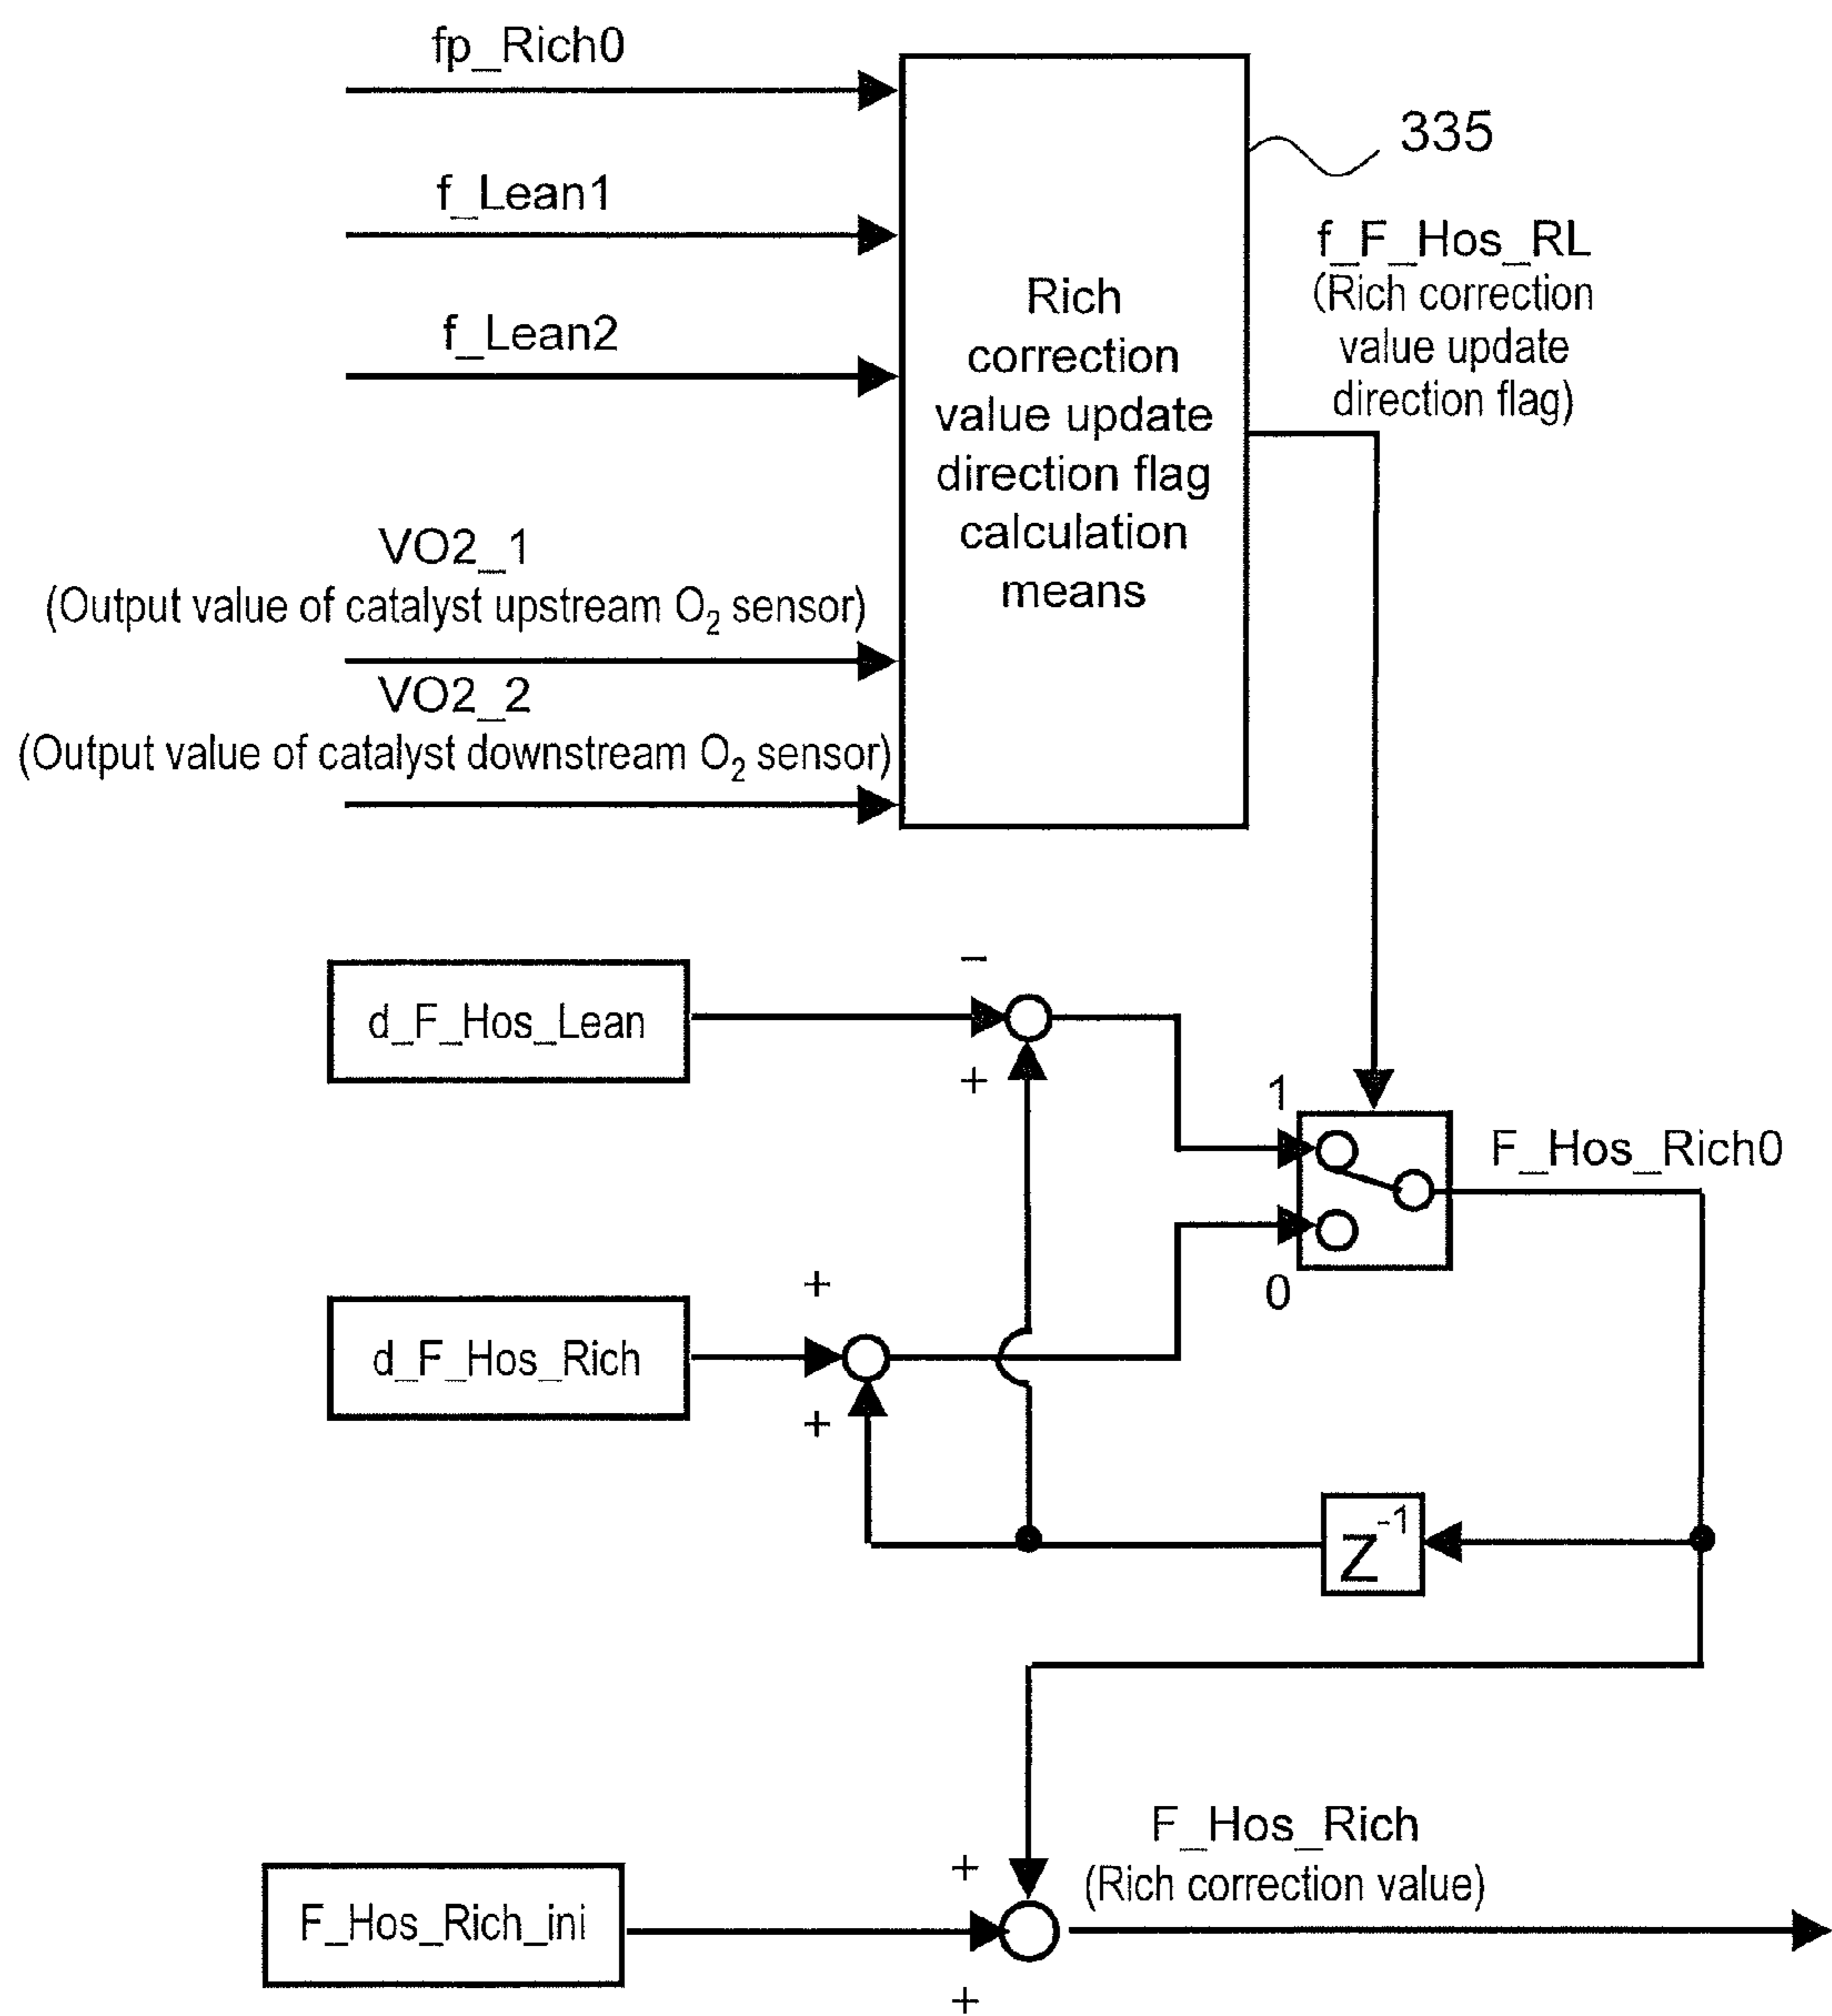 fp_Rich0
f_Lean1
f_Lean2
VO2_1
(Output value of catalyst upstream O₂ sensor)
VO2_2
(Output value of catalyst downstream O₂ sensor)
Rich
correction
value update
direction flag
calculation
means
335
f_F_Hos_RL
(Rich correction
value update
direction flag)
d_F_Hos_Lean
−
+
1
0
F_Hos_Rich0
d_F_Hos_Rich
+
+
Z⁻¹
F_Hos_Rich_ini
+
+
F_Hos_Rich
(Rich correction value)